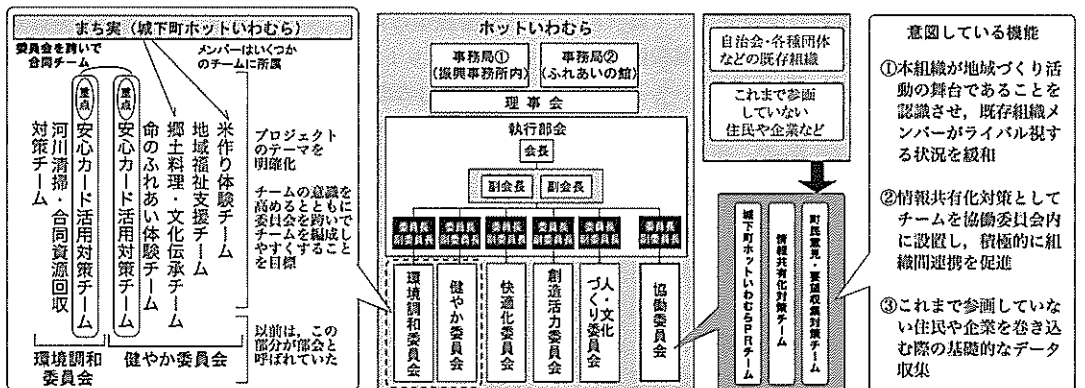 まち実(城下町ホットいわむら)
委員会を跨いで
合同チーム
メンバーはいくつか
のチームに所属
米作り体験チーム
地域福祉支援チーム
郷土料理・文化伝承チーム
命のふれあい体験チーム
重点
安心カード活用対策チーム
重点
安心カード活用対策チーム
河川清掃・合同資源回収
対策チーム
環境調和
委員会
健やか委員会
プロジェクト
のテーマを
明確化
チームの意識を
高めるとともに
委員会を跨いで
チームを編成し
やすくすること
を目標
以前は,この
部分が部会と
呼ばれていた
ホットいわむら
事務局①
(振興事務所内)
事務局②
(ふれあいの館)
理事会
執行部会
会長
副会長
副会長
委員長
副委員長
委員長
副委員長
委員長
副委員長
委員長
副委員長
委員長
副委員長
委員長
副委員長
環境調和委員会
健やか委員会
快適化委員会
創造活力委員会
人・文化
づくり委員会
協働委員会
自治会・各種団体
などの既存組織
これまで参画
していない
住民や企業など
城下町ホットいわむらPRチーム
情報共有化対策チーム
町民意見・要望収集対策チーム
意図している機能
①本組織が地域づくり活
動の舞台であることを
認識させ,既存組織メ
ンバーがライバル視す
る状況を緩和
②情報共有化対策として
チームを協働委員会内
に設置し,積極的に組
織間連携を促進
③これまで参画していな
い住民や企業を巻き込
む際の基礎的なデータ
収集